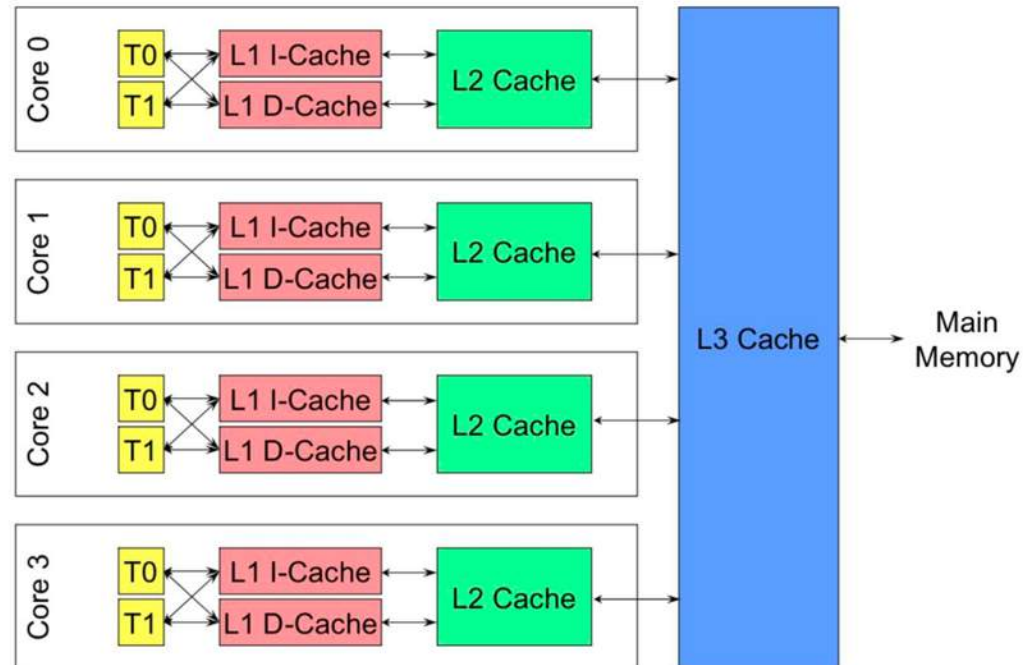 Core 0
T0
L1 I-Cache
T1
L1 D-Cache
L2 Cache
Core 1
T0
L1 I-Cache
T1
L1 D-Cache
L2 Cache
Core 2
T0
L1 I-Cache
T1
L1 D-Cache
L2 Cache
Core 3
T0
L1 I-Cache
T1
L1 D-Cache
L2 Cache
L3 Cache
Main
Memory